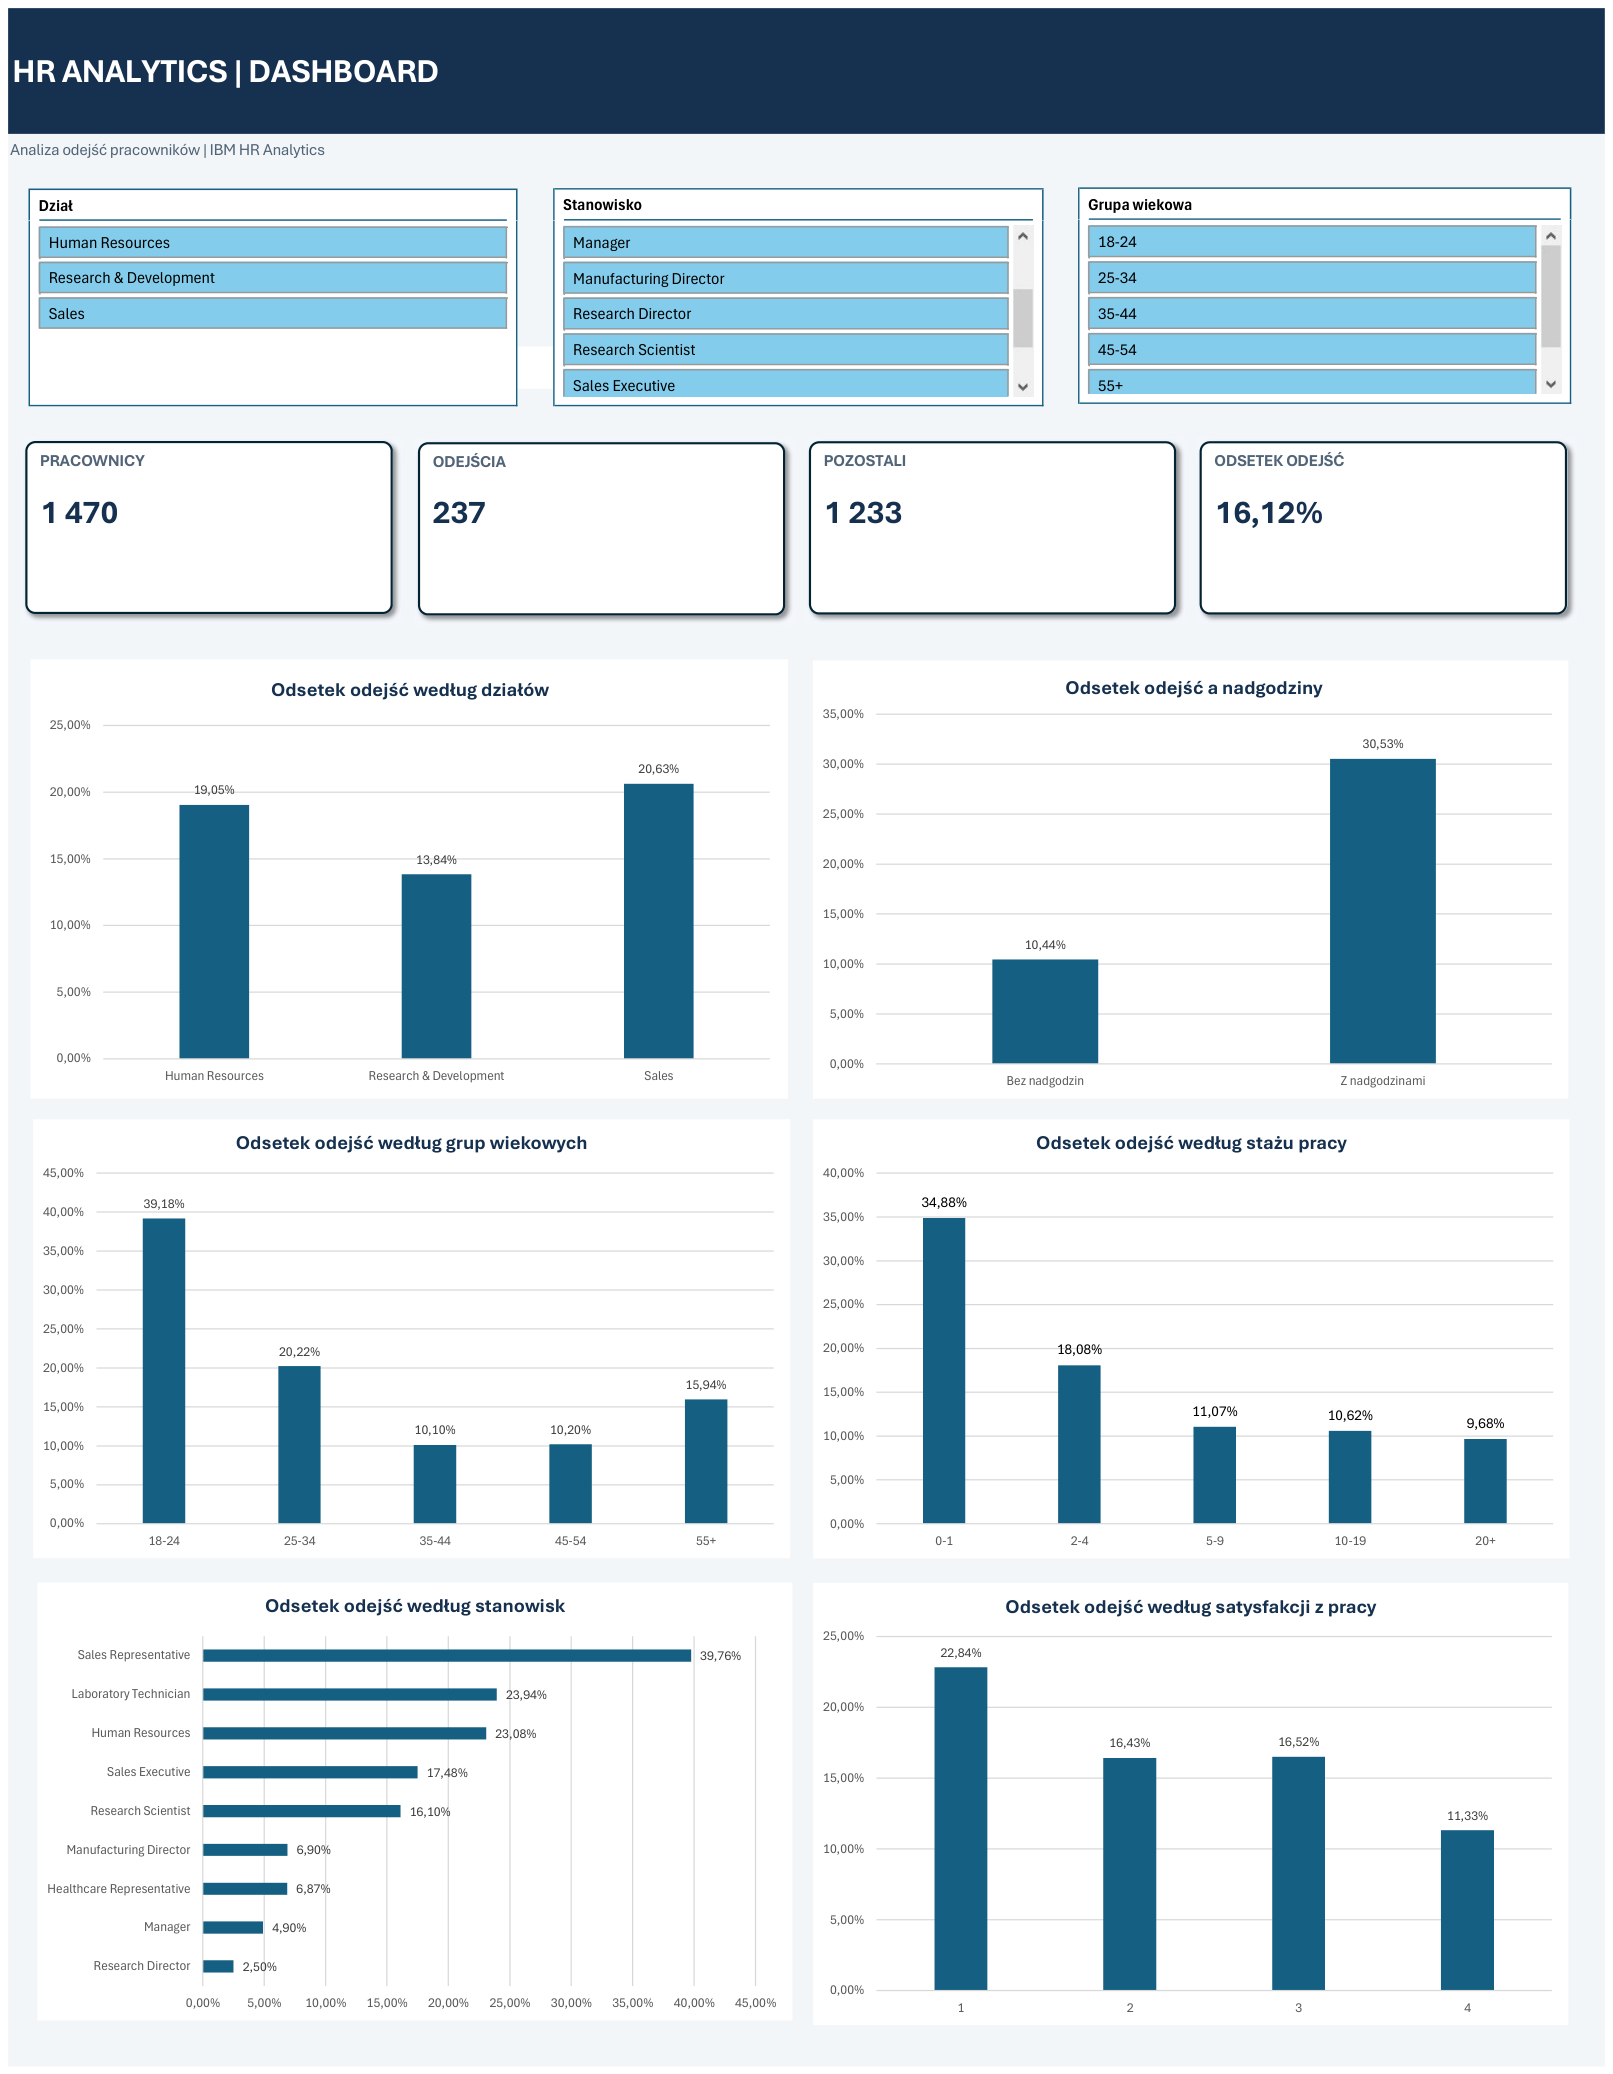 HR ANALYTICS | DASHBOARD
Analiza odejść pracowników | IBM HR Analytics
Dział
Human Resources
Research & Development
Sales
Stanowisko
Manager
Manufacturing Director
Research Director
Research Scientist
Sales Executive
Grupa wiekowa
18-24
25-34
35-44
45-54
55+
PRACOWNICY
1 470
ODEJŚCIA
237
POZOSTALI
1 233
ODSETEK ODEJŚĆ
16,12%
Odsetek odejść według działów
25,00%
20,00%
15,00%
10,00%
5,00%
0,00%
19,05%
13,84%
20,63%
Human Resources
Research & Development
Sales
Odsetek odejść a nadgodziny
35,00%
30,00%
25,00%
20,00%
15,00%
10,00%
5,00%
0,00%
10,44%
30,53%
Bez nadgodzin
Z nadgodzinami
Odsetek odejść według grup wiekowych
45,00%
40,00%
35,00%
30,00%
25,00%
20,00%
15,00%
10,00%
5,00%
0,00%
39,18%
20,22%
10,10%
10,20%
15,94%
18-24
25-34
35-44
45-54
55+
Odsetek odejść według stażu pracy
40,00%
35,00%
30,00%
25,00%
20,00%
15,00%
10,00%
5,00%
0,00%
34,88%
18,08%
11,07%
10,62%
9,68%
0-1
2-4
5-9
10-19
20+
Odsetek odejść według stanowisk
Sales Representative
39,76%
Laboratory Technician
23,94%
Human Resources
23,08%
Sales Executive
17,48%
Research Scientist
16,10%
Manufacturing Director
6,90%
Healthcare Representative
6,87%
Manager
4,90%
Research Director
2,50%
0,00%
5,00%
10,00%
15,00%
20,00%
25,00%
30,00%
35,00%
40,00%
45,00%
Odsetek odejść według satysfakcji z pracy
25,00%
20,00%
15,00%
10,00%
5,00%
0,00%
22,84%
16,43%
16,52%
11,33%
1
2
3
4